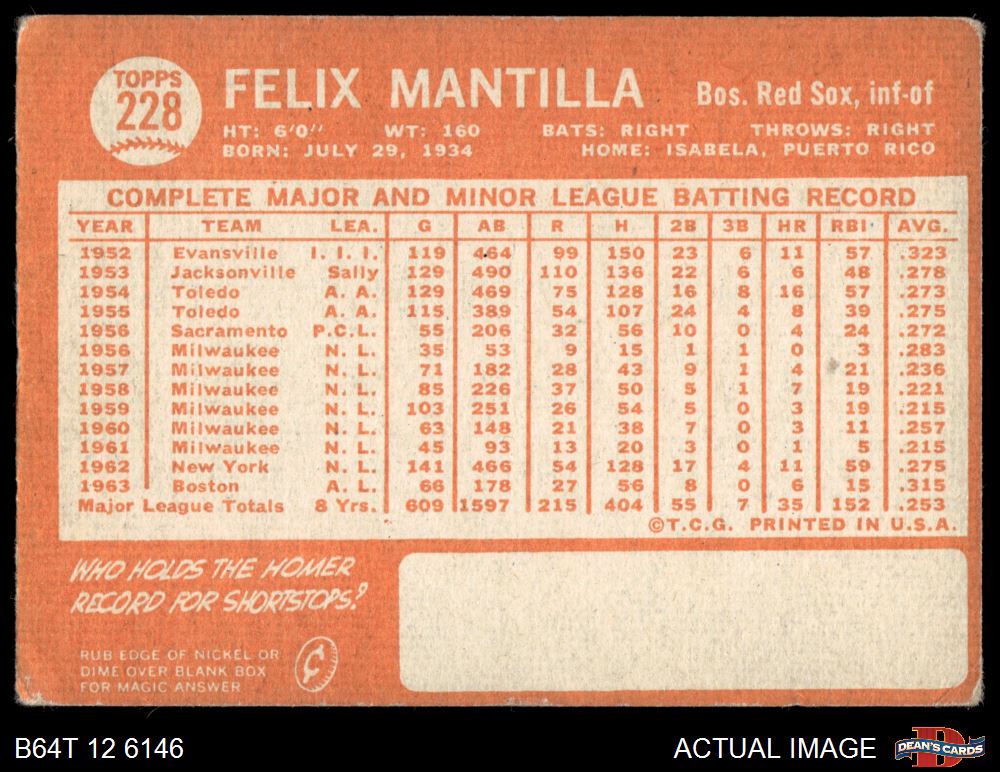 TOPPS
228
FELIX MANTILLA
Bos. Red Sox, inf-of
HT: 6'0" WT: 160 BATS: RIGHT THROWS: RIGHT
BORN: JULY 29, 1934 HOME: ISABELA, PUERTO RICO
COMPLETE MAJOR AND MINOR LEAGUE BATTING RECORD
YEAR TEAM LEA. G AB R H 2B 3B HR RBI AVG.
1952 Evansville I. I. I. 119 464 99 150 23 6 11 57 .323
1953 Jacksonville Sally 129 490 110 136 22 6 6 48 .278
1954 Toledo A. A. 129 469 75 128 16 8 16 57 .273
1955 Toledo A. A. 115 389 54 107 24 4 8 39 .275
1956 Sacramento P.C.L. 55 206 32 56 10 0 4 24 .272
1956 Milwaukee N. L. 35 53 9 15 1 1 0 3 .283
1957 Milwaukee N. L. 71 182 28 43 9 1 4 21 .236
1958 Milwaukee N. L. 85 226 37 50 5 1 7 19 .221
1959 Milwaukee N. L. 103 251 26 54 5 0 3 19 .215
1960 Milwaukee N. L. 63 148 21 38 7 0 3 11 .257
1961 Milwaukee N. L. 45 93 13 20 3 0 1 5 .215
1962 New York N. L. 141 466 54 128 17 4 11 59 .275
1963 Boston A. L. 66 178 27 56 8 0 6 15 .315
Major League Totals 8 Yrs. 609 1597 215 404 55 7 35 152 .253
©T.C.G. PRINTED IN U.S.A.
WHO HOLDS THE HOMER
RECORD FOR SHORTSTOPS?
RUB EDGE OF NICKEL OR
DIME OVER BLANK BOX
FOR MAGIC ANSWER
B64T 12 6146
ACTUAL IMAGE
DEAN'S CARDS